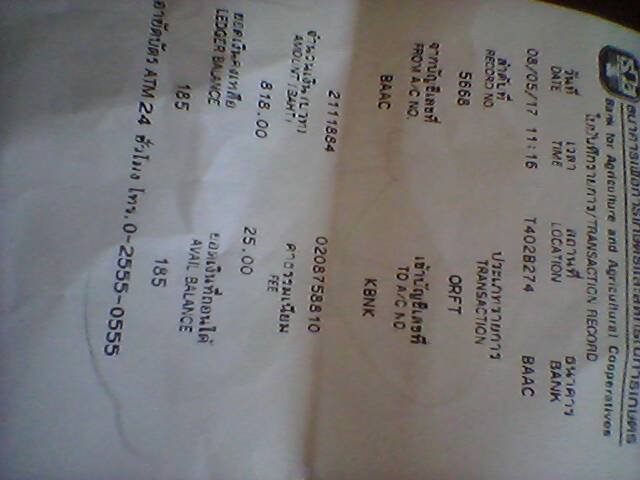 ธนาคารเพื่อการเกษตรและสหกรณ์การเกษตร
Bank for Agriculture and Agricultural Cooperatives
ใบบันทึกรายการ/TRANSACTION RECORD
วันที่ เวลา สถานที่ ธนาคาร
DATE TIME LOCATION BANK
08/05/17 11:16 T402B274 BAAC
ลำดับที่ ประเภทรายการ
RECORD NO. TRANSACTION
5668 ORFT
จากบัญชีเลขที่ เข้าบัญชีเลขที่
FROM A/C NO. TO A/C NO
BAAC KBNK
2111884 0208758810
จำนวนเงิน(บาท) ค่าธรรมเนียม
AMOUNT(BAHT) FEE
818.00 25.00
ยอดเงินคงเหลือ ยอดเงินที่ถอนได้
LEDGER BALANCE AVAIL BALANCE
185 185
อายัดบัตร ATM 24 ชั่วโมง โทร.0-2555-0555